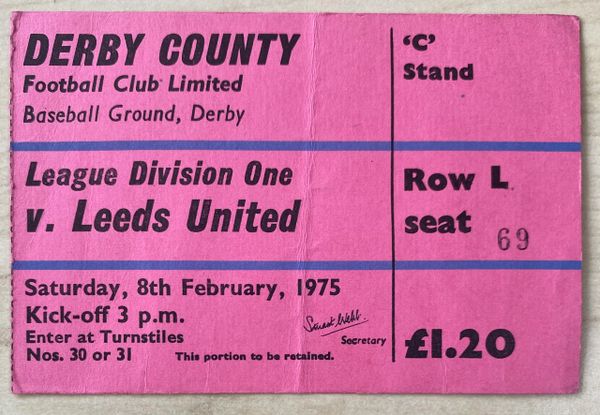 DERBY COUNTY
Football Club Limited
Baseball Ground, Derby
'C'
Stand
League Division One
v. Leeds United
Row L
seat 69
Saturday, 8th February, 1975
Kick-off 3 p.m.
Enter at Turnstiles
Nos. 30 or 31
This portion to be retained.
Stuart Webb.
Secretary
£1.20